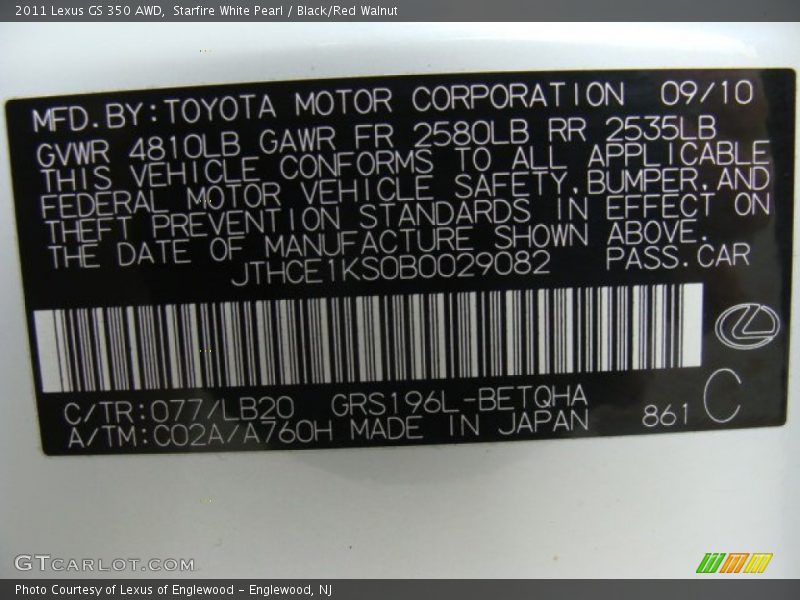 2011 Lexus GS 350 AWD, Starfire White Pearl / Black/Red Walnut
MFD.BY:TOYOTA MOTOR CORPORATION 09/10
GVWR 4810LB GAWR FR 2580LB RR 2535LB
THIS VEHICLE CONFORMS TO ALL APPLICABLE
FEDERAL MOTOR VEHICLE SAFETY,BUMPER,AND
THEFT PREVENTION STANDARDS IN EFFECT ON
THE DATE OF MANUFACTURE SHOWN ABOVE.
JTHCE1KS0B0029082 PASS.CAR
C/TR:077/LB20 GRS196L-BETQHA
A/TM:C02A/A760H MADE IN JAPAN 861 C
GTCARLOT.COM
Photo Courtesy of Lexus of Englewood - Englewood, NJ